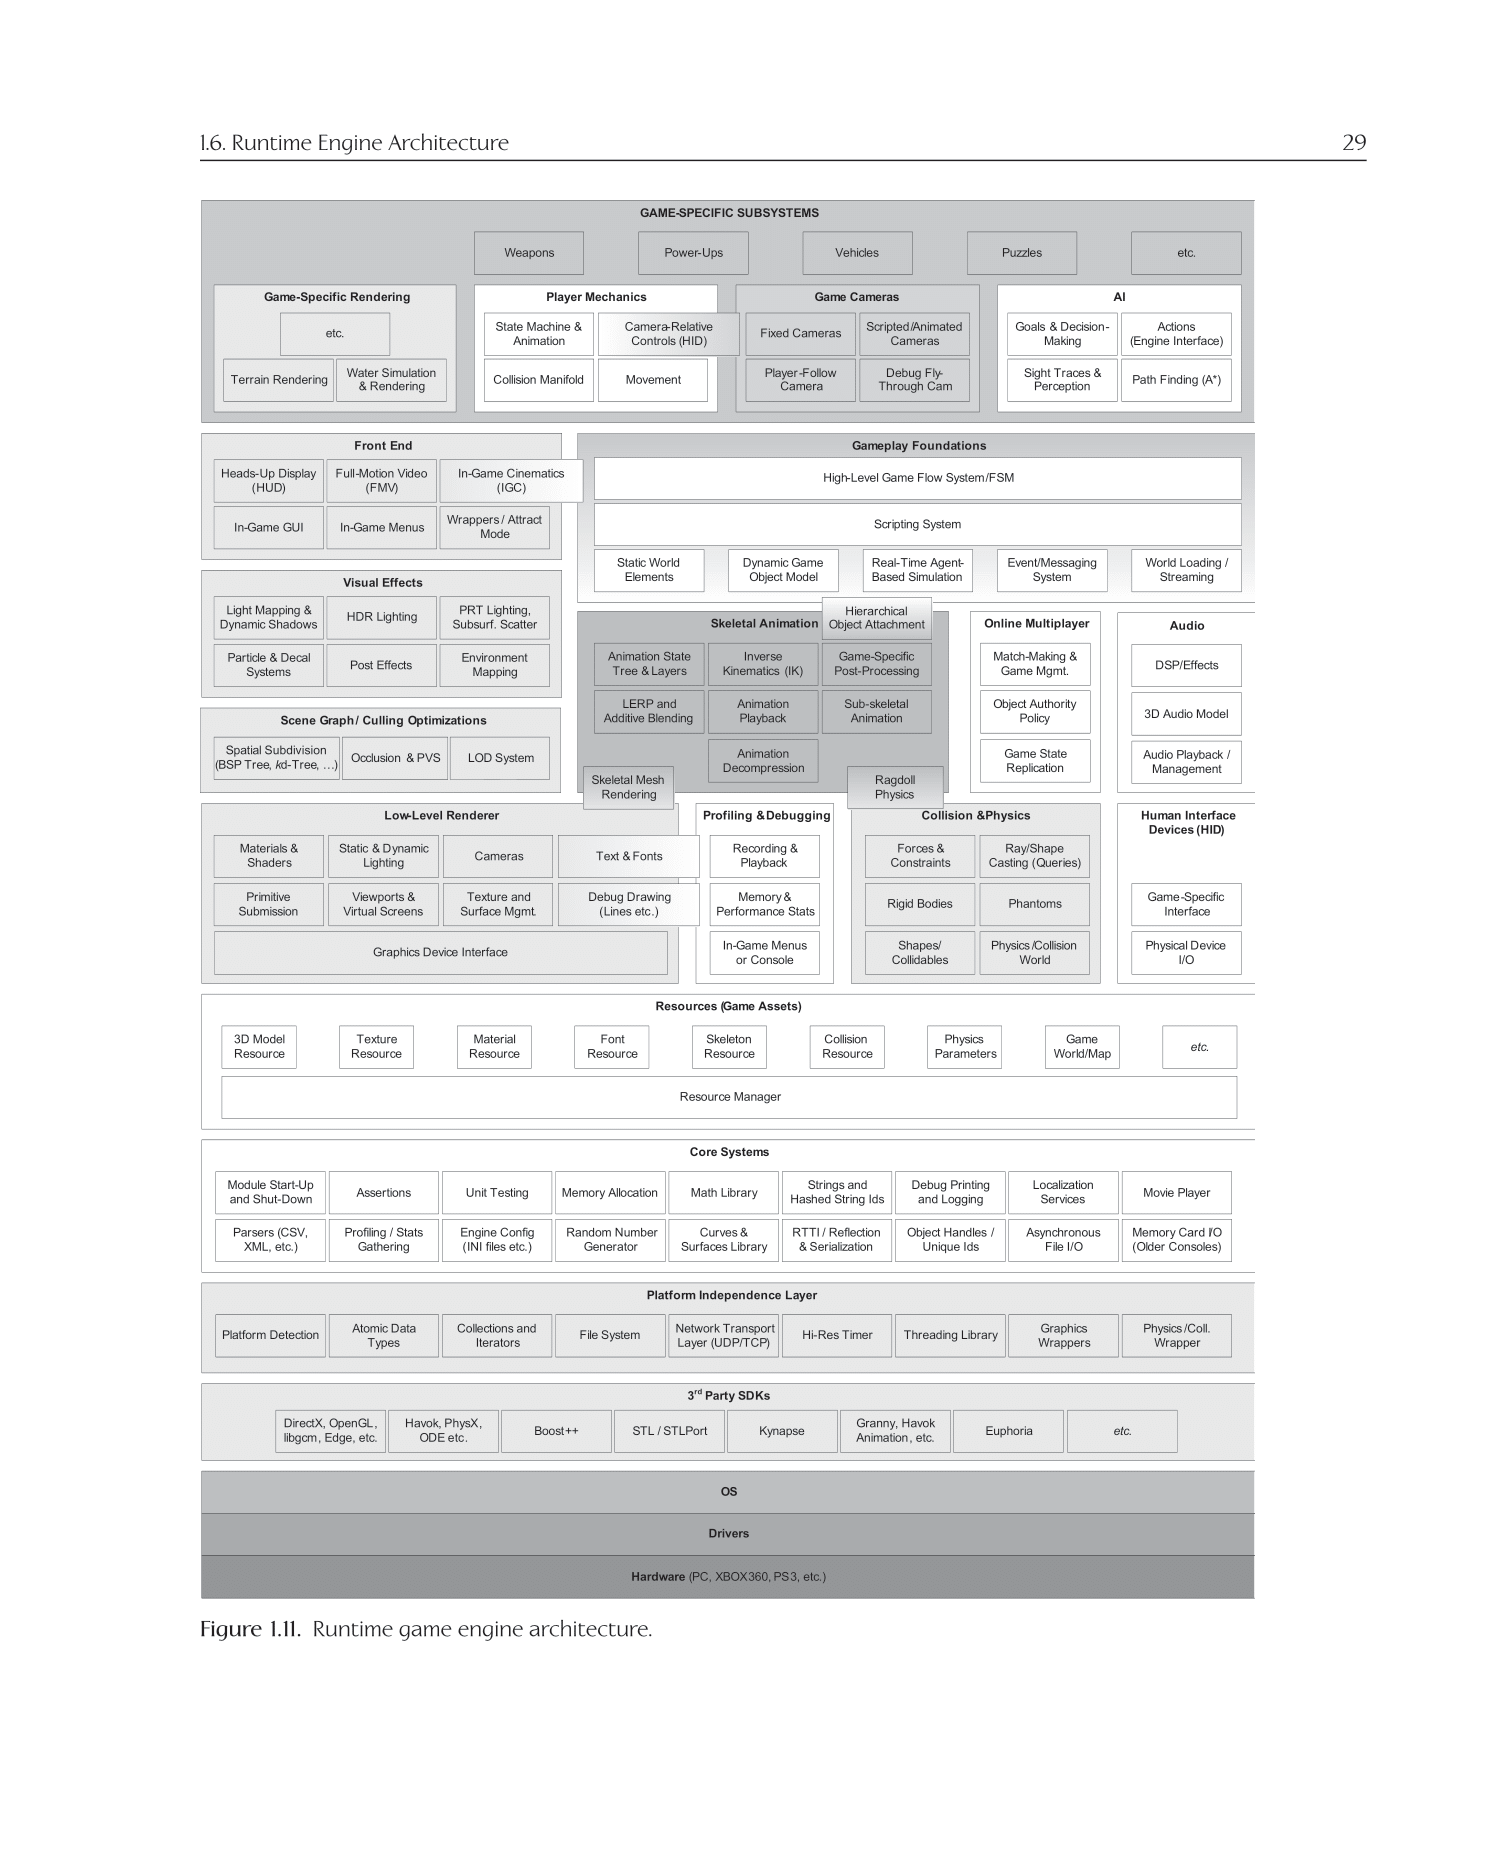 1.6. Runtime Engine Architecture
29
GAME-SPECIFIC SUBSYSTEMS
Weapons
Power-Ups
Vehicles
Puzzles
etc.
Game-Specific Rendering
etc.
Terrain Rendering
Water Simulation
& Rendering
Player Mechanics
State Machine &
Animation
Camera-Relative
Controls (HID)
Collision Manifold
Movement
Game Cameras
Fixed Cameras
Scripted/Animated
Cameras
Player-Follow
Camera
Debug Fly-
Through Cam
AI
Goals & Decision-
Making
Actions
(Engine Interface)
Sight Traces &
Perception
Path Finding (A*)
Front End
Heads-Up Display
(HUD)
Full-Motion Video
(FMV)
In-Game Cinematics
(IGC)
In-Game GUI
In-Game Menus
Wrappers / Attract
Mode
Gameplay Foundations
High-Level Game Flow System/FSM
Scripting System
Static World
Elements
Dynamic Game
Object Model
Real-Time Agent-
Based Simulation
Event/Messaging
System
World Loading /
Streaming
Visual Effects
Light Mapping &
Dynamic Shadows
HDR Lighting
PRT Lighting,
Subsurf. Scatter
Particle & Decal
Systems
Post Effects
Environment
Mapping
Hierarchical
Object Attachment
Skeletal Animation
Animation State
Tree & Layers
Inverse
Kinematics (IK)
Game-Specific
Post-Processing
LERP and
Additive Blending
Animation
Playback
Sub-skeletal
Animation
Animation
Decompression
Skeletal Mesh
Rendering
Ragdoll
Physics
Online Multiplayer
Match-Making &
Game Mgmt.
Object Authority
Policy
Game State
Replication
Audio
DSP/Effects
3D Audio Model
Audio Playback /
Management
Scene Graph / Culling Optimizations
Spatial Subdivision
(BSP Tree, kd-Tree, …)
Occlusion & PVS
LOD System
Low-Level Renderer
Materials &
Shaders
Static & Dynamic
Lighting
Cameras
Text & Fonts
Primitive
Submission
Viewports &
Virtual Screens
Texture and
Surface Mgmt.
Debug Drawing
(Lines etc.)
Graphics Device Interface
Profiling & Debugging
Recording &
Playback
Memory &
Performance Stats
In-Game Menus
or Console
Collision & Physics
Forces &
Constraints
Ray/Shape
Casting (Queries)
Rigid Bodies
Phantoms
Shapes/
Collidables
Physics/Collision
World
Human Interface
Devices (HID)
Game-Specific
Interface
Physical Device
I/O
Resources (Game Assets)
3D Model
Resource
Texture
Resource
Material
Resource
Font
Resource
Skeleton
Resource
Collision
Resource
Physics
Parameters
Game
World/Map
etc.
Resource Manager
Core Systems
Module Start-Up
and Shut-Down
Assertions
Unit Testing
Memory Allocation
Math Library
Strings and
Hashed String Ids
Debug Printing
and Logging
Localization
Services
Movie Player
Parsers (CSV,
XML, etc.)
Profiling / Stats
Gathering
Engine Config
(INI files etc.)
Random Number
Generator
Curves &
Surfaces Library
RTTI / Reflection
& Serialization
Object Handles /
Unique Ids
Asynchronous
File I/O
Memory Card I/O
(Older Consoles)
Platform Independence Layer
Platform Detection
Atomic Data
Types
Collections and
Iterators
File System
Network Transport
Layer (UDP/TCP)
Hi-Res Timer
Threading Library
Graphics
Wrappers
Physics/Coll.
Wrapper
3rd Party SDKs
DirectX, OpenGL,
libgcm, Edge, etc.
Havok, PhysX,
ODE etc.
Boost++
STL / STLPort
Kynapse
Granny, Havok
Animation, etc.
Euphoria
etc.
OS
Drivers
Hardware (PC, XBOX360, PS3, etc.)
Figure 1.11. Runtime game engine architecture.